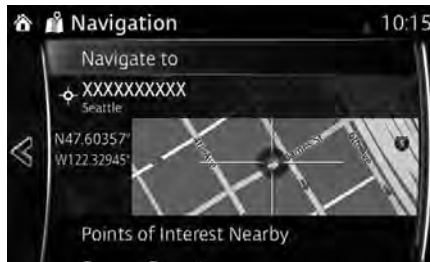 Navigation
10:15
Navigate to
XXXXXXXXXX
Seattle
N47.60357°
W122.32945°
Points of Interest Nearby